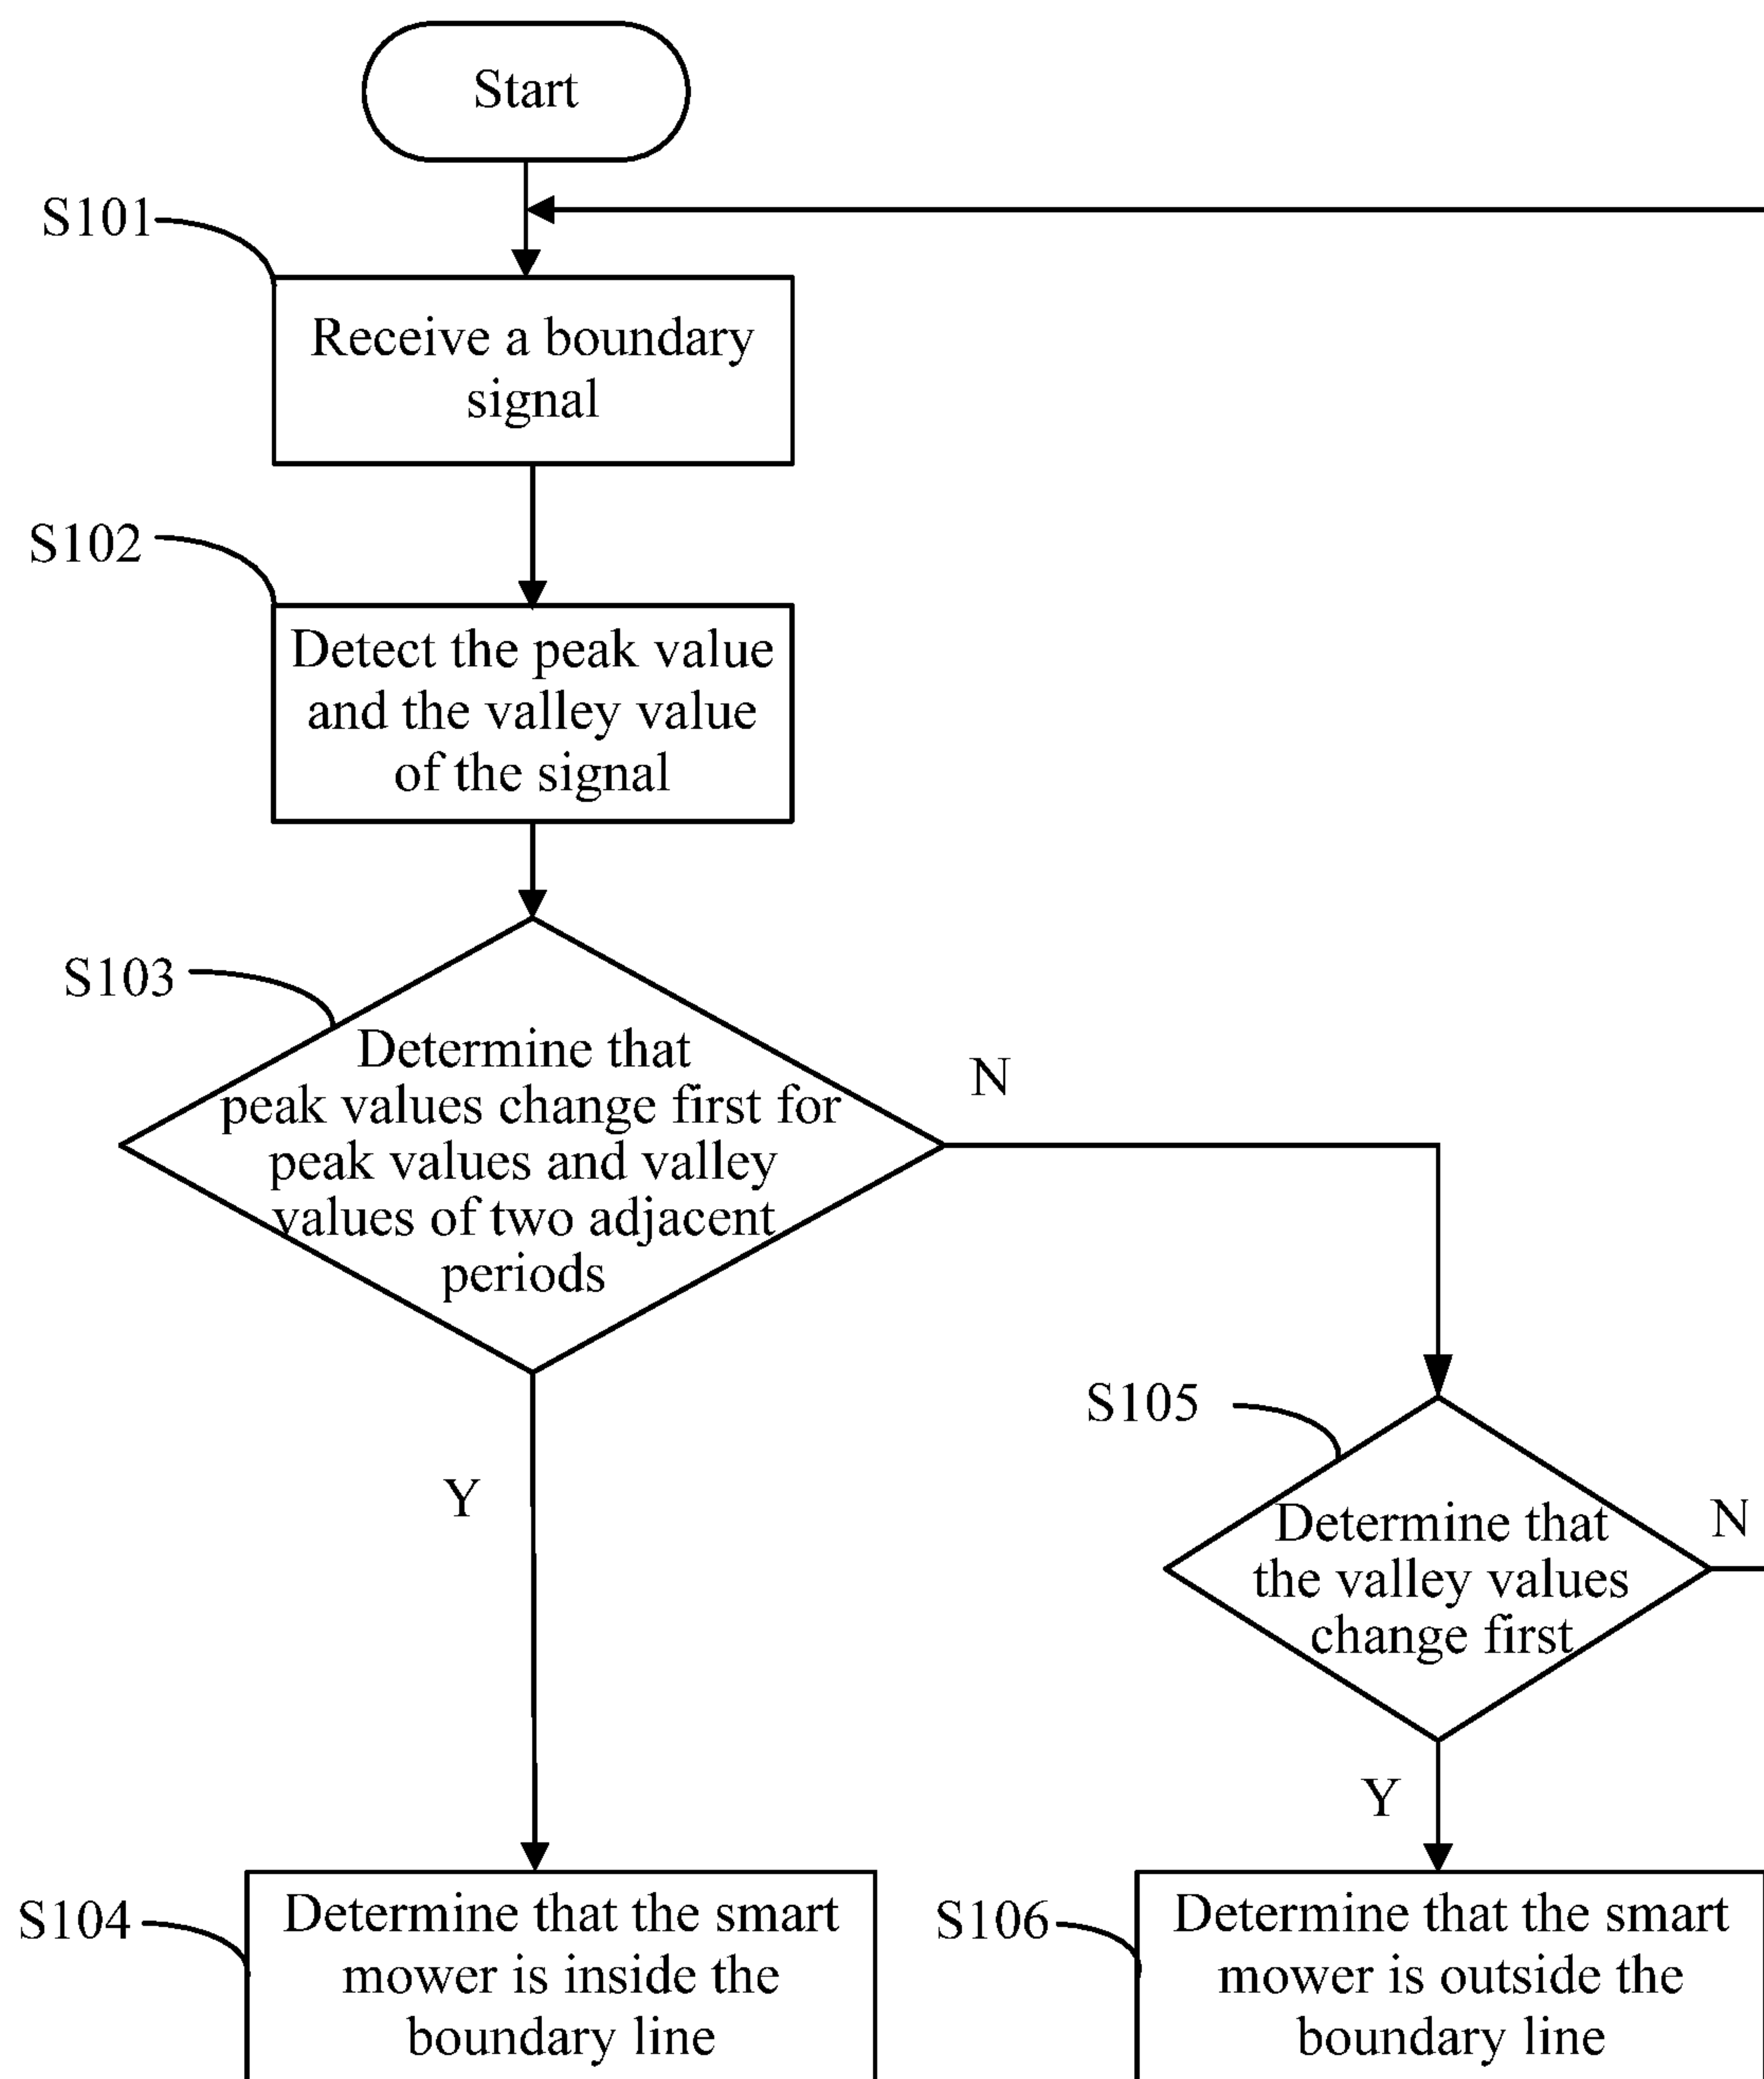 Start
S101
Receive a boundary
signal
S102
Detect the peak value
and the valley value
of the signal
S103
Determine that
peak values change first for
peak values and valley
values of two adjacent
periods
N
Y
S105
Determine that
the valley values
change first
N
Y
S104
Determine that the smart
mower is inside the
boundary line
S106
Determine that the smart
mower is outside the
boundary line